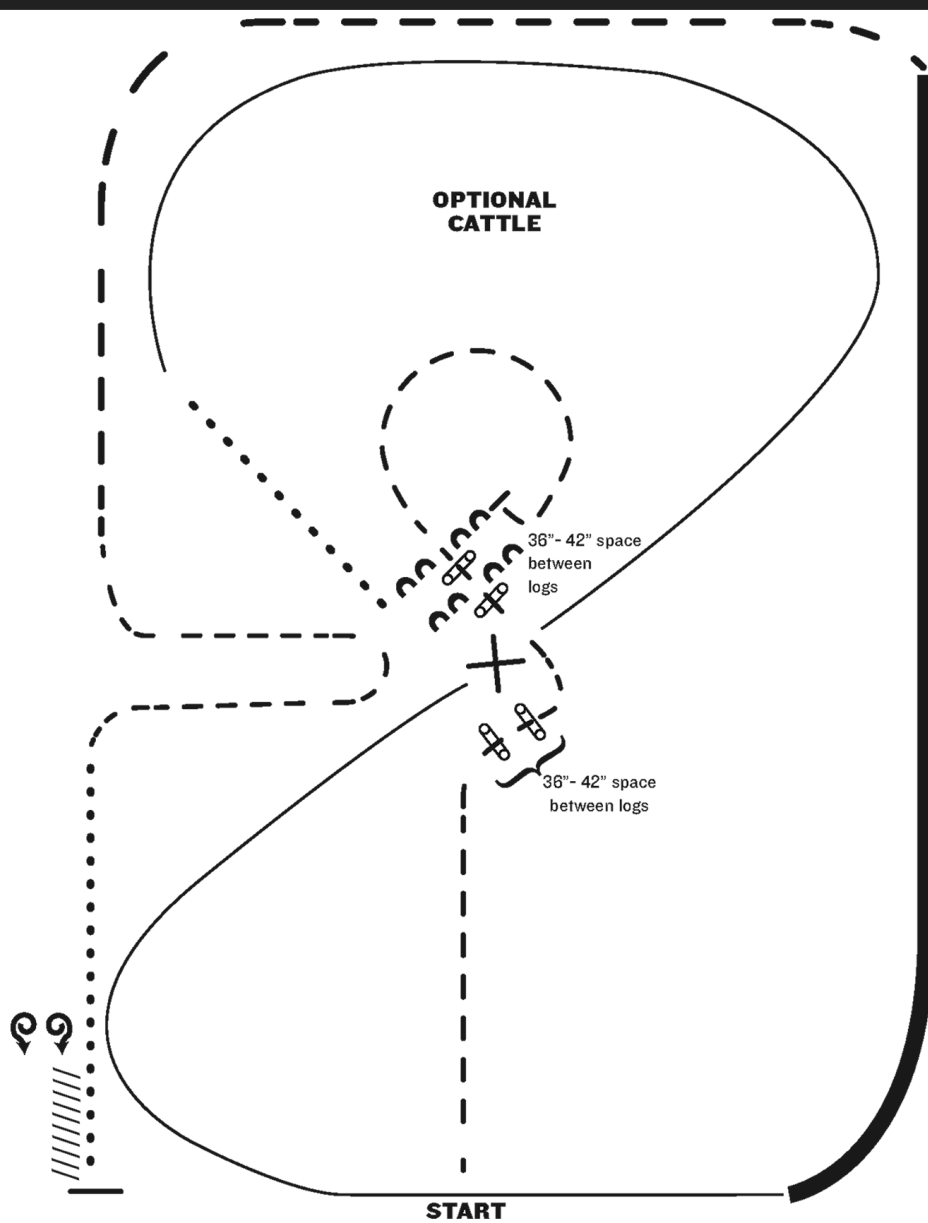 OPTIONAL
CATTLE
36”- 42” space
between
logs
36”- 42” space
between logs
START